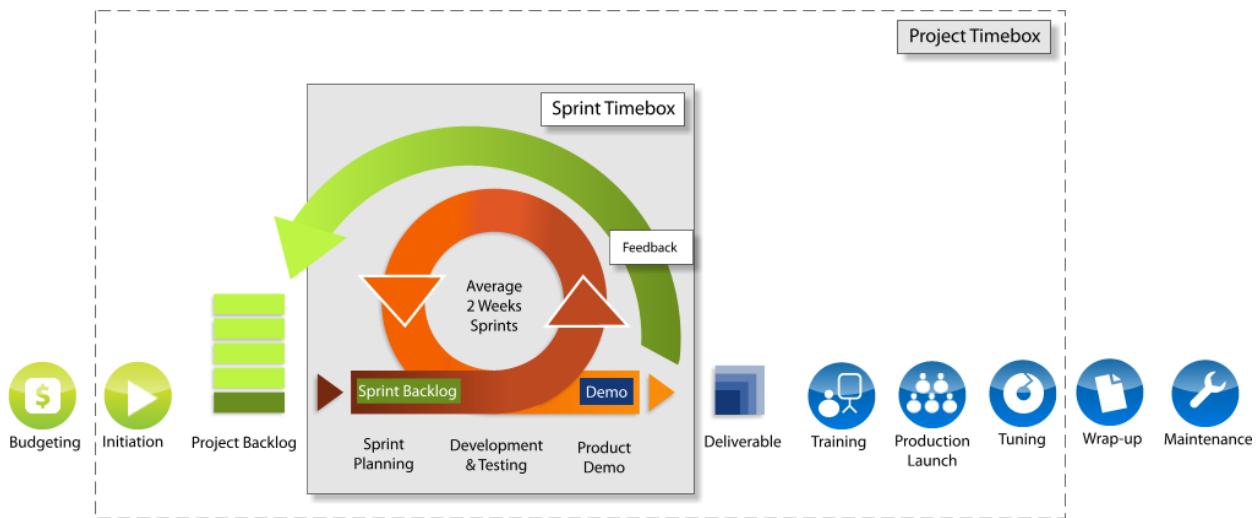 Project Timebox
Sprint Timebox
Feedback
Average
2 Weeks
Sprints
Sprint Backlog
Demo
$
Budgeting
Initiation
Project Backlog
Sprint
Planning
Development
& Testing
Product
Demo
Deliverable
Training
Production
Launch
Tuning
Wrap-up
Maintenance